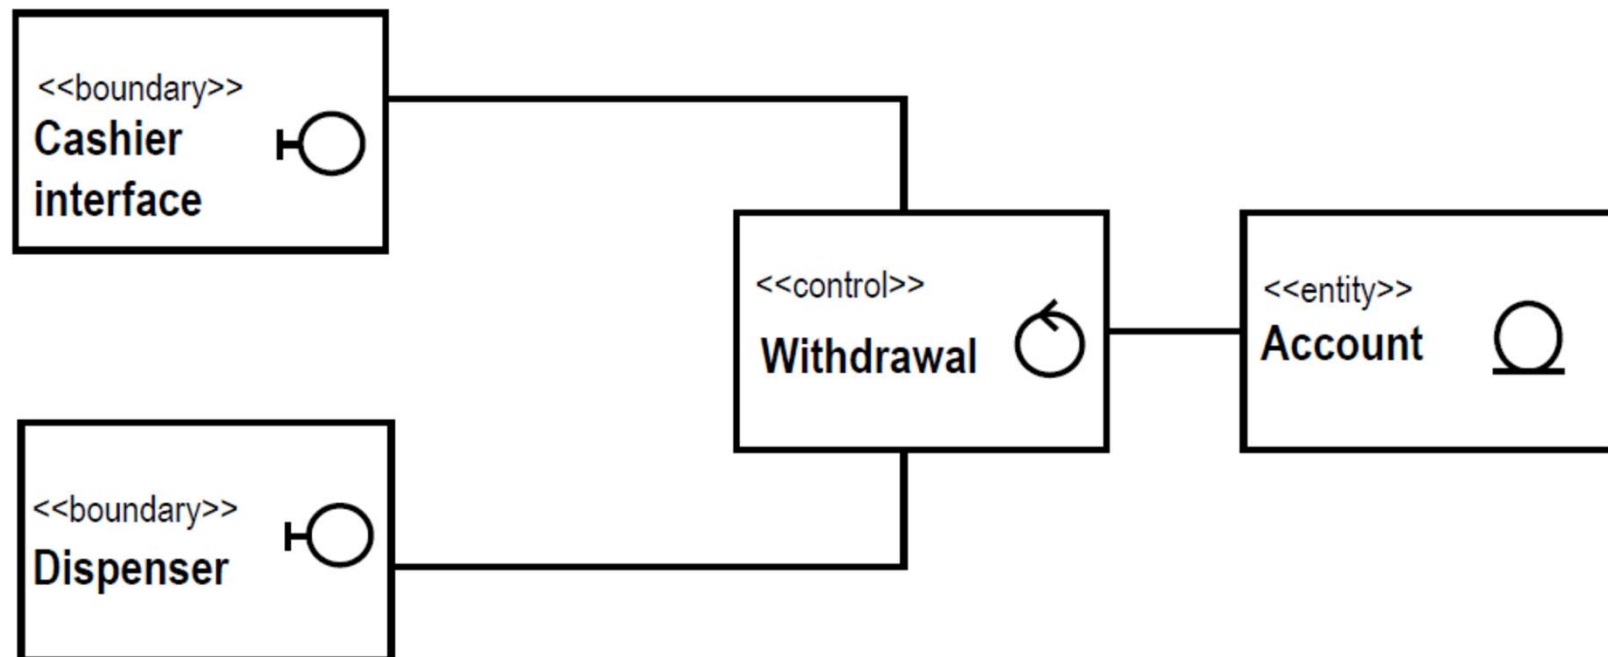 <<boundary>>
Cashier
interface
<<control>>
Withdrawal
<<entity>>
Account
<<boundary>>
Dispenser